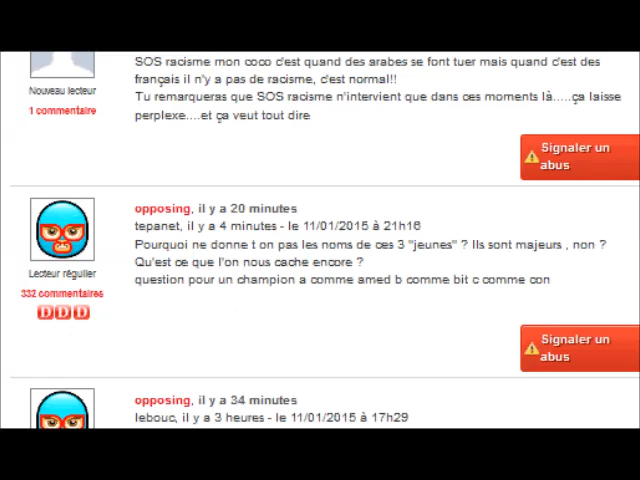 SOS racisme mon coco c'est quand des arabes se font tuer mais quand c'est des
français il n'y a pas de racisme, c'est normal!!
Tu remarqueras que SOS racisme n'intervient que dans ces moments là.....ça laisse
perplexe....et ça veut tout dire
Nouveau lecteur
1 commentaire
Signaler un
abus
opposing, il y a 20 minutes
tepanet, il y a 4 minutes - le 11/01/2015 à 21h16
Pourquoi ne donne t on pas les noms de ces 3 "jeunes" ? Ils sont majeurs , non ?
Qu'est ce que l'on nous cache encore ?
question pour un champion a comme amed b comme bit c comme con
Lecteur régulier
332 commentaires
D D D
Signaler un
abus
opposing, il y a 34 minutes
lebouc, il y a 3 heures - le 11/01/2015 à 17h29